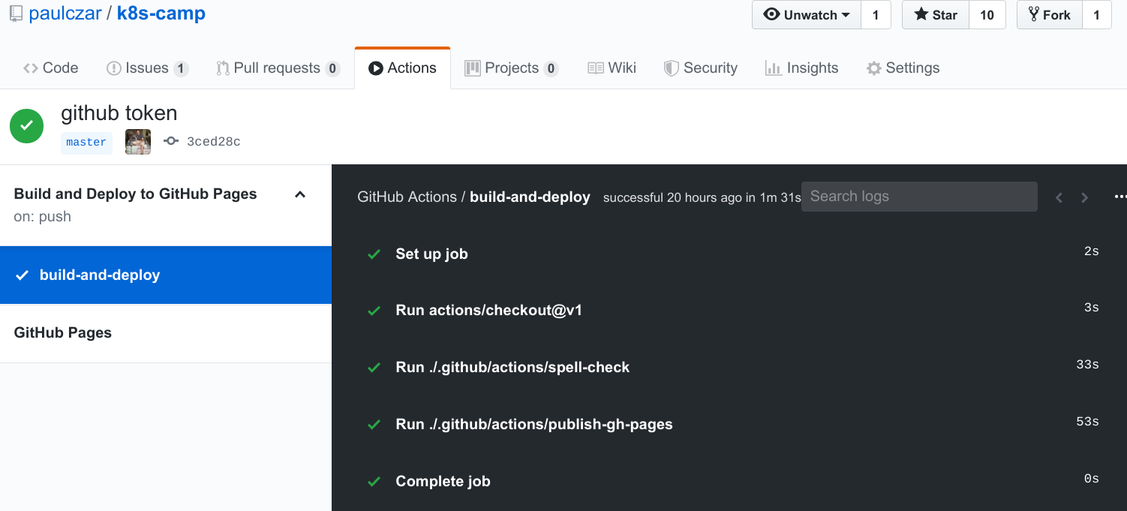 paulczar / k8s-camp
Unwatch 1 Star 10 Fork 1
Code Issues 1 Pull requests 0 Actions Projects 0 Wiki Security Insights Settings
github token
master 3ced28c
Build and Deploy to GitHub Pages
on: push
build-and-deploy
GitHub Pages
GitHub Actions / build-and-deploy successful 20 hours ago in 1m 31s Search logs
Set up job 2s
Run actions/checkout@v1 3s
Run ./.github/actions/spell-check 33s
Run ./.github/actions/publish-gh-pages 53s
Complete job 0s